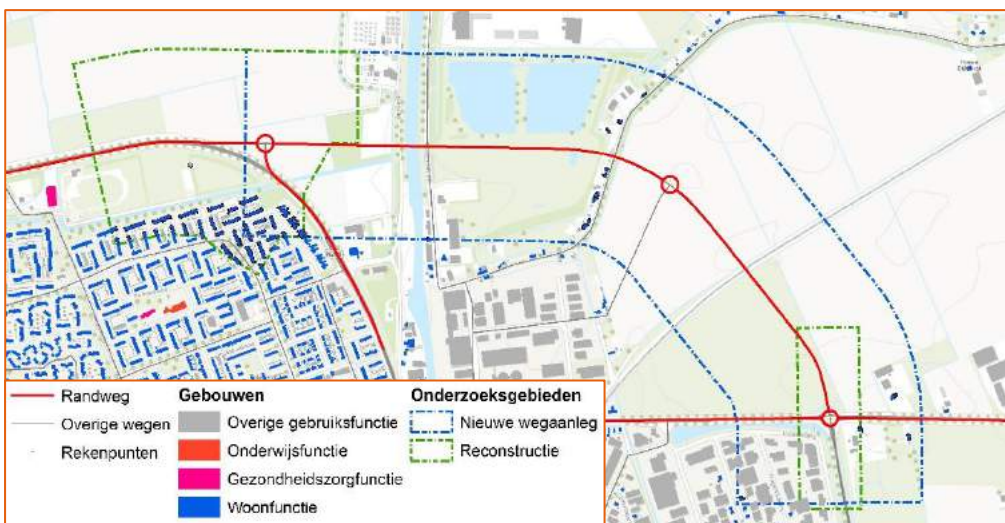 Randweg
Overige wegen
Rekenpunten
Gebouwen
Overige gebruiksfunctie
Onderwijsfunctie
Gezondheidszorgfunctie
Woonfunctie
Onderzoeksgebieden
Nieuwe wegaanleg
Reconstructie